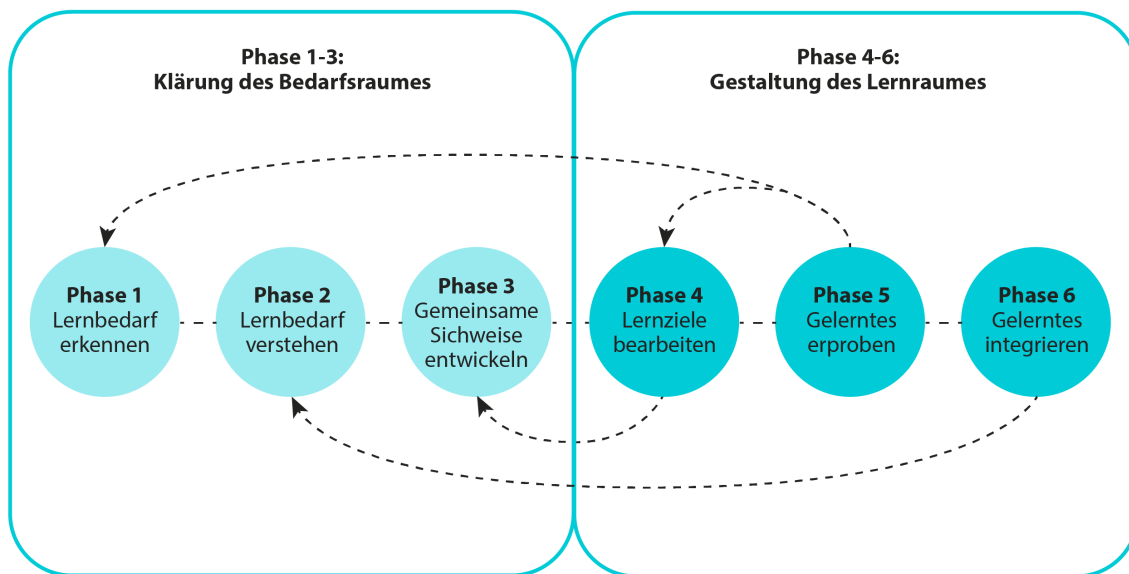 Phase 1-3:
Klärung des Bedarfsraumes
Phase 4-6:
Gestaltung des Lernraumes
Phase 1
Lernbedarf
erkennen
Phase 2
Lernbedarf
verstehen
Phase 3
Gemeinsame
Sichweise
entwickeln
Phase 4
Lernziele
bearbeiten
Phase 5
Gelerntes
erproben
Phase 6
Gelerntes
integrieren